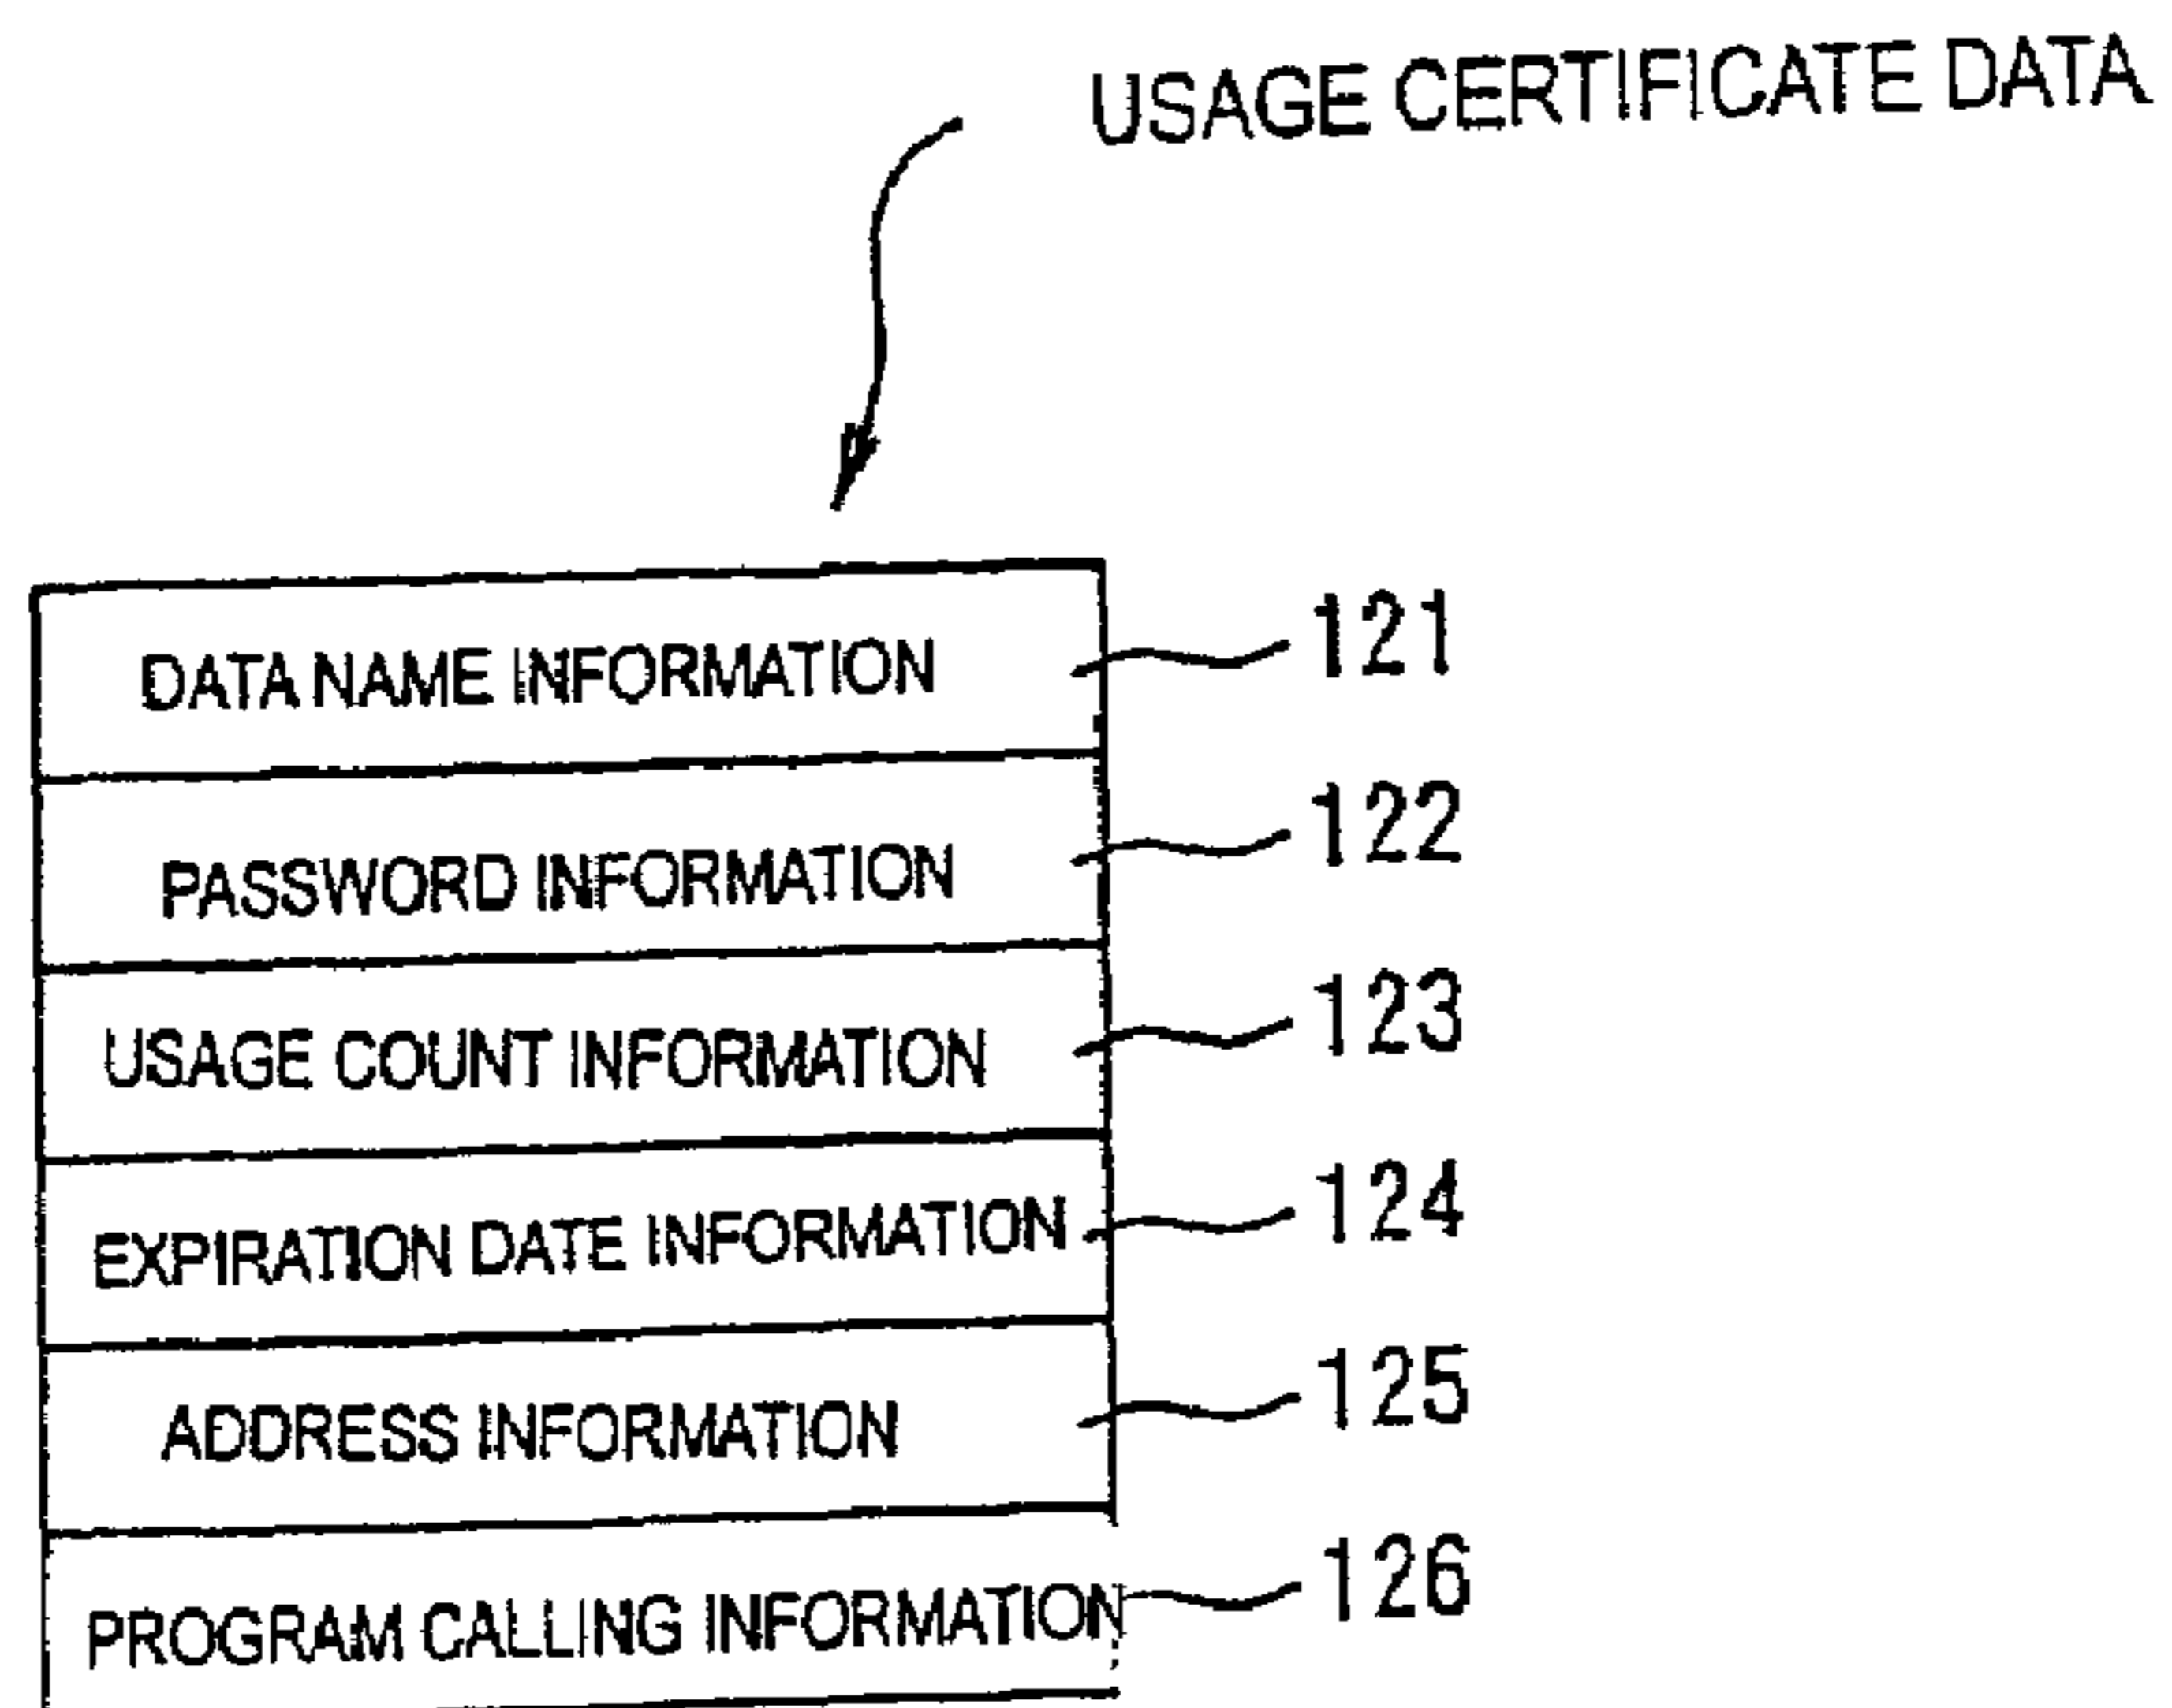 USAGE CERTIFICATE DATA
DATA NAME INFORMATION 121
PASSWORD INFORMATION 122
USAGE COUNT INFORMATION 123
EXPIRATION DATE INFORMATION 124
ADDRESS INFORMATION 125
PROGRAM CALLING INFORMATION 126